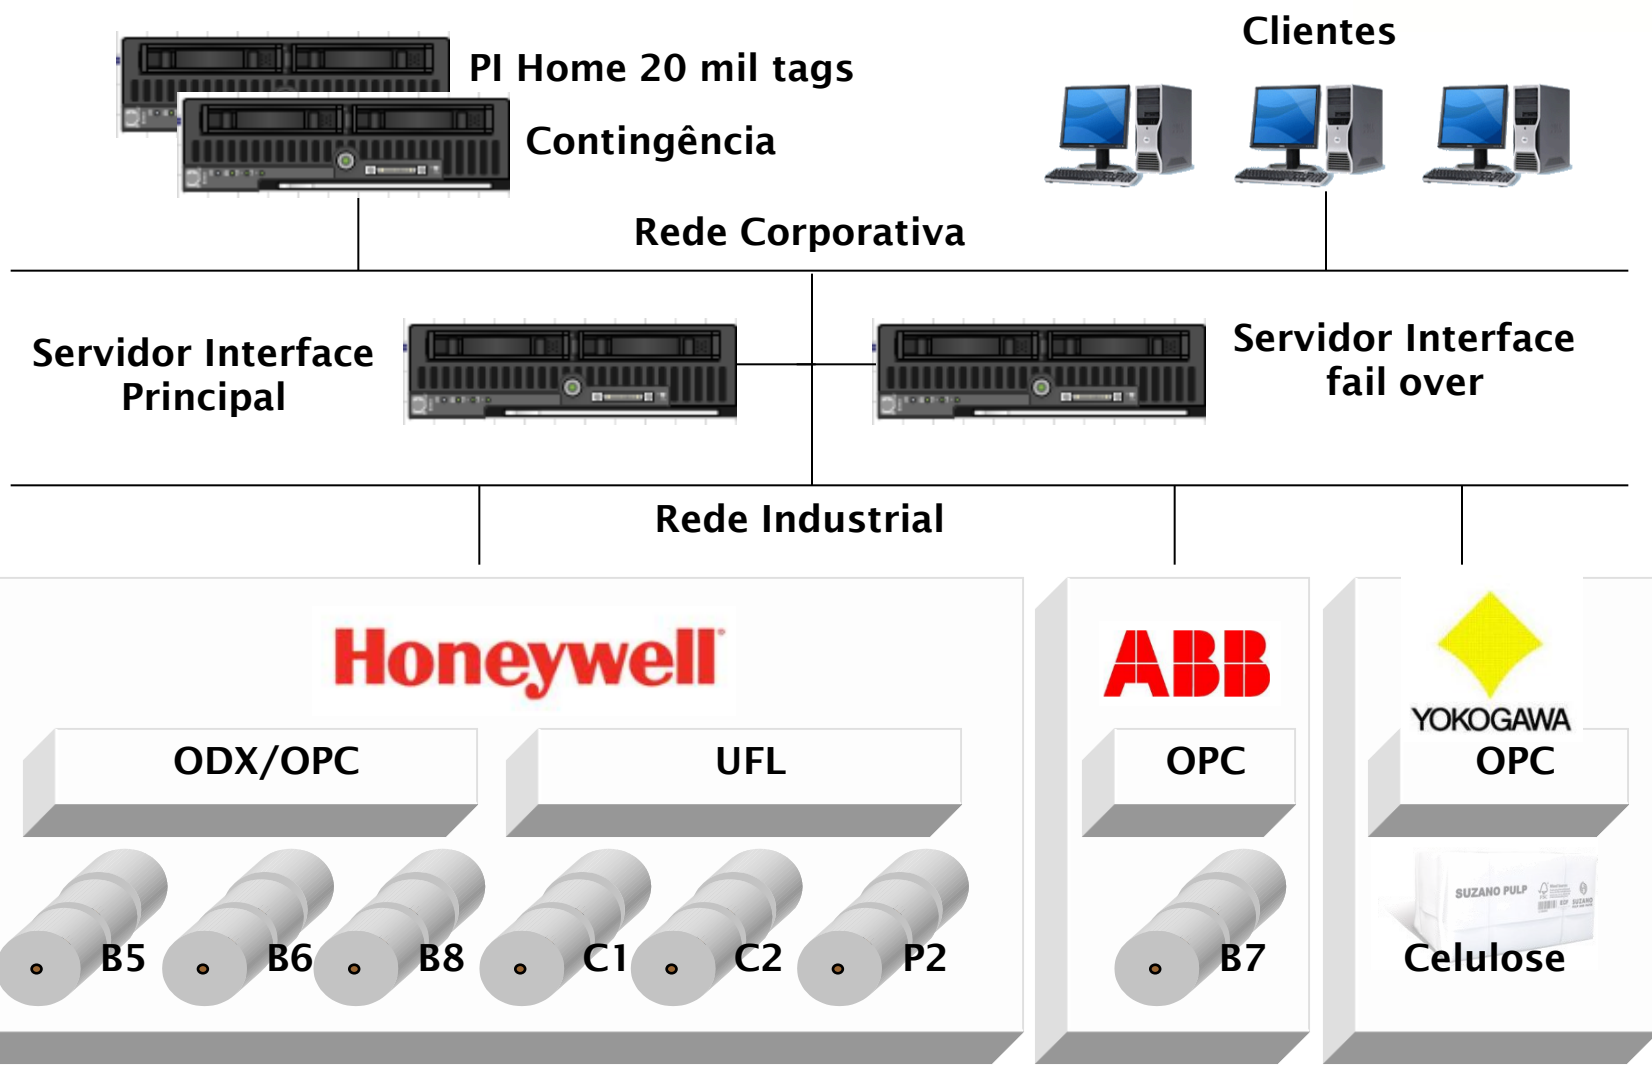 Clientes
PI Home 20 mil tags
Contingência
Rede Corporativa
Servidor Interface
Principal
Servidor Interface
fail over
Rede Industrial
Honeywell
ABB
YOKOGAWA
ODX/OPC
UFL
OPC
OPC
SUZANO PULP
SUZANO
B5
B6
B8
C1
C2
P2
B7
Celulose